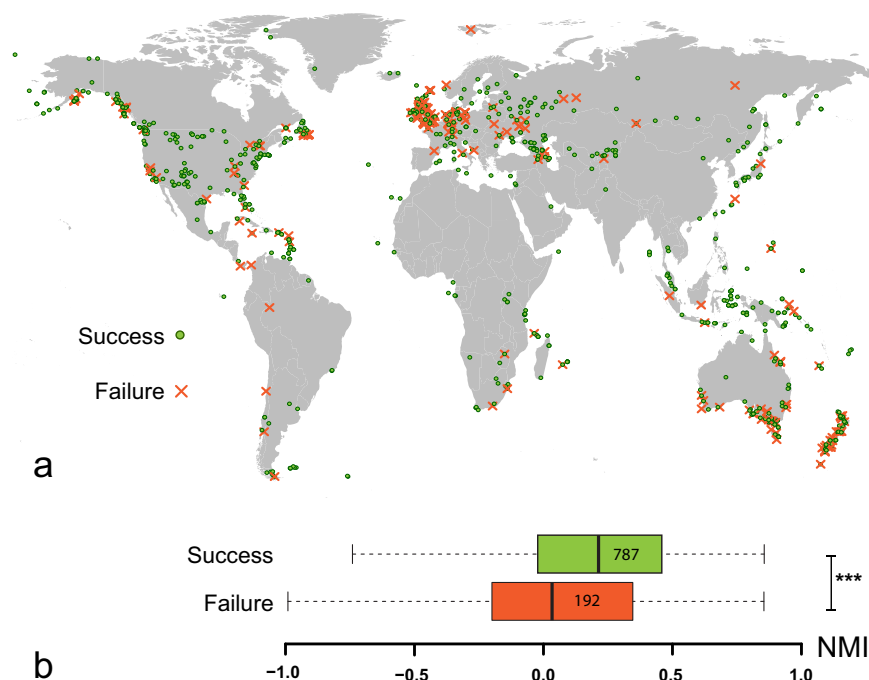 Success
Failure
a
Success
787
Failure
192
***
NMI
−1.0
−0.5
0.0
0.5
1.0
b